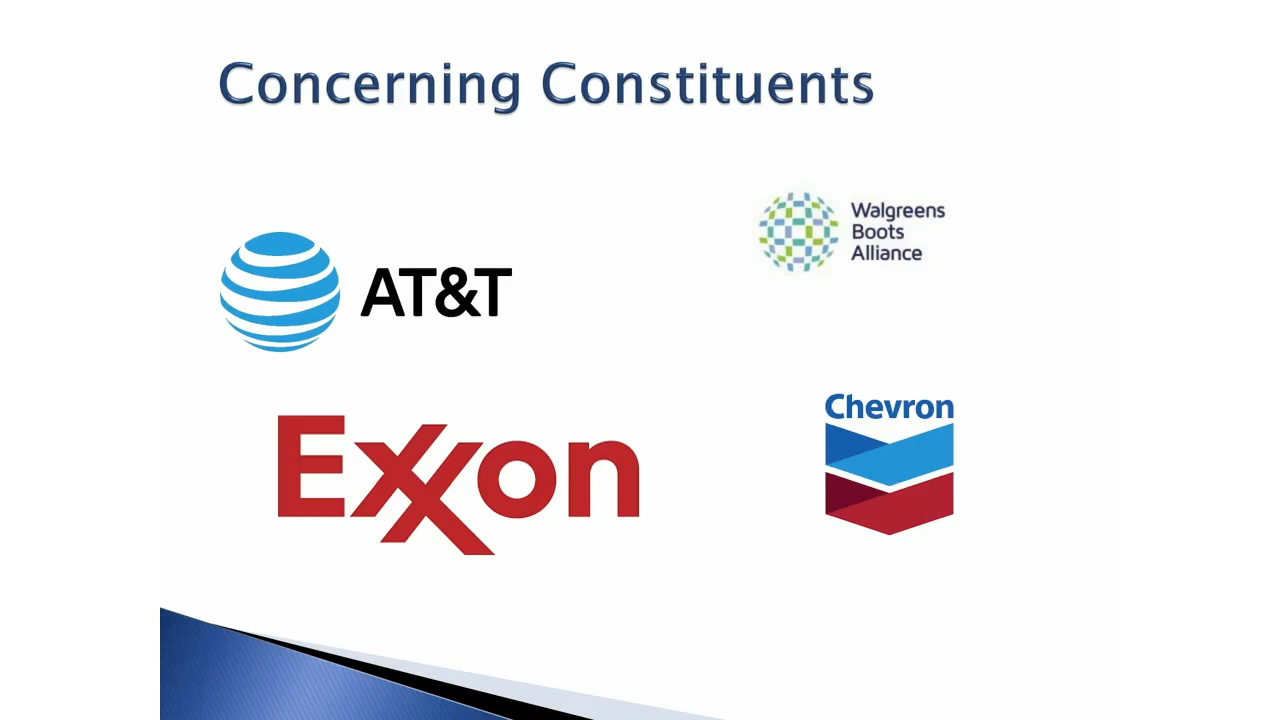 Concerning Constituents
Walgreens
Boots
Alliance
AT&T
Exxon
Chevron